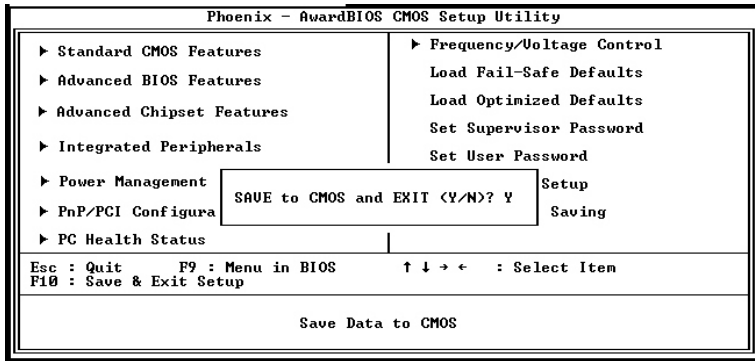 Phoenix - AwardBIOS CMOS Setup Utility
▶ Standard CMOS Features
▶ Advanced BIOS Features
▶ Advanced Chipset Features
▶ Integrated Peripherals
▶ Power Management
▶ PnP/PCI Configura
▶ PC Health Status
▶ Frequency/Voltage Control
Load Fail-Safe Defaults
Load Optimized Defaults
Set Supervisor Password
Set User Password
Setup
Saving
SAVE to CMOS and EXIT (Y/N)? Y
Esc : Quit F9 : Menu in BIOS ↑ ↓ → ← : Select Item
F10 : Save & Exit Setup
Save Data to CMOS